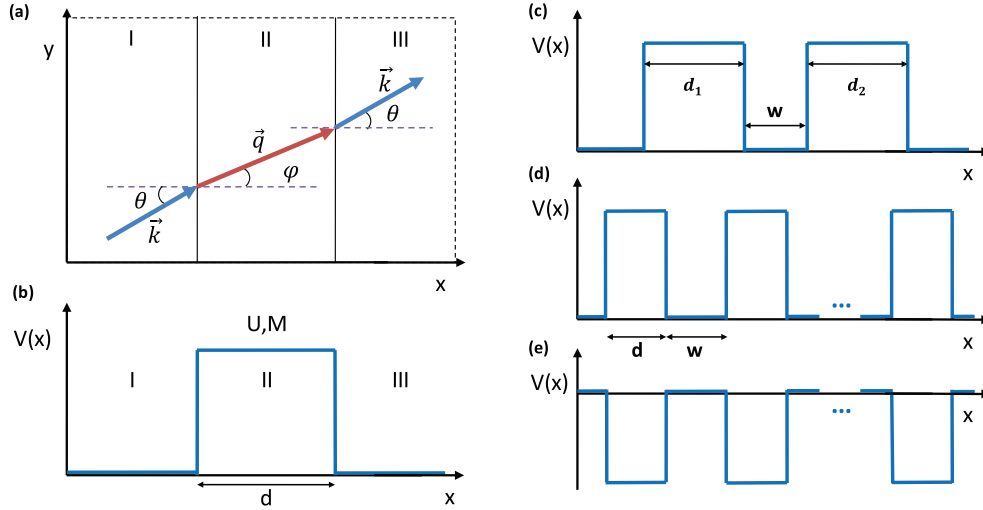 (a)
I II III
y
k⃗
θ
q⃗
φ
θ
k⃗
x
(b)
U,M
V(x)
I II III
d
x
(c)
V(x)
d₁ d₂
w
x
(d)
V(x)
...
x
d w
(e)
V(x)
x
...